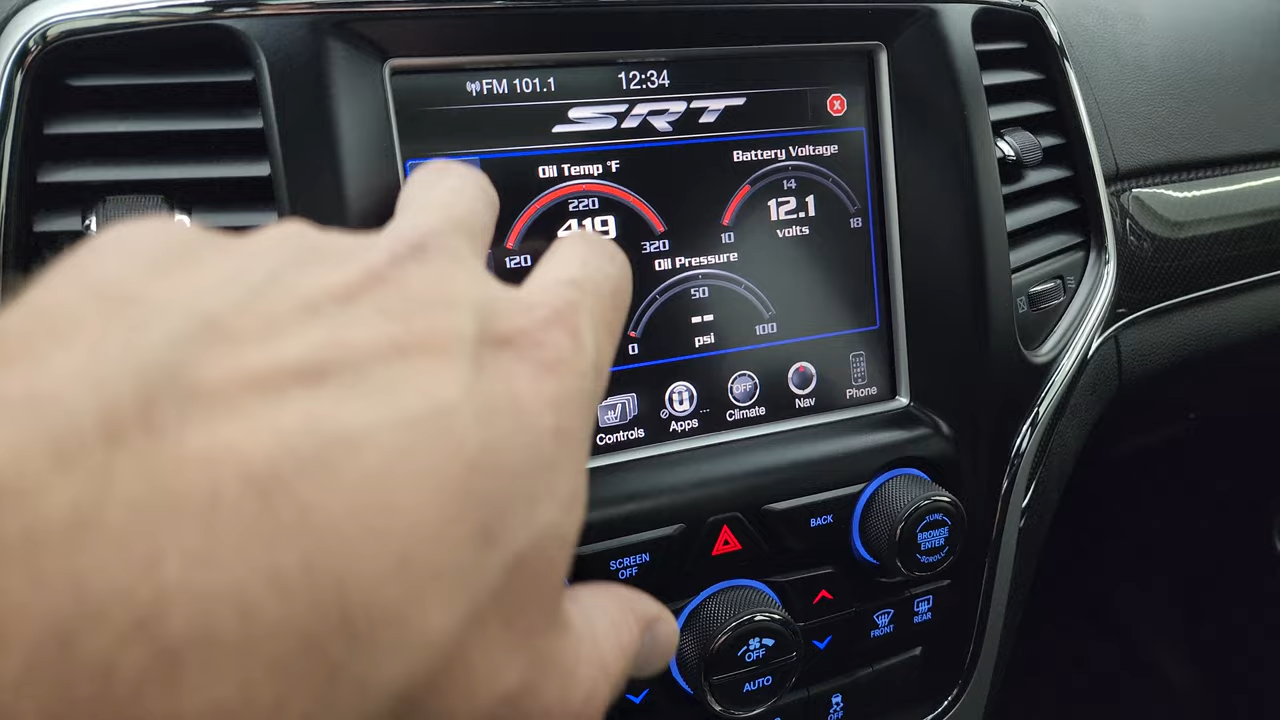 FM 101.1 12:34
SRT
X
Oil Temp °F
220
419
120 320
Battery Voltage
14
12.1
10 18
volts
Oil Pressure
50
--
0 100
psi
Controls Apps ... OFF Climate Nav Phone
SCREEN
OFF
BACK
TUNE
BROWSE
ENTER
SCROLL
FRONT
REAR
OFF
AUTO
OFF